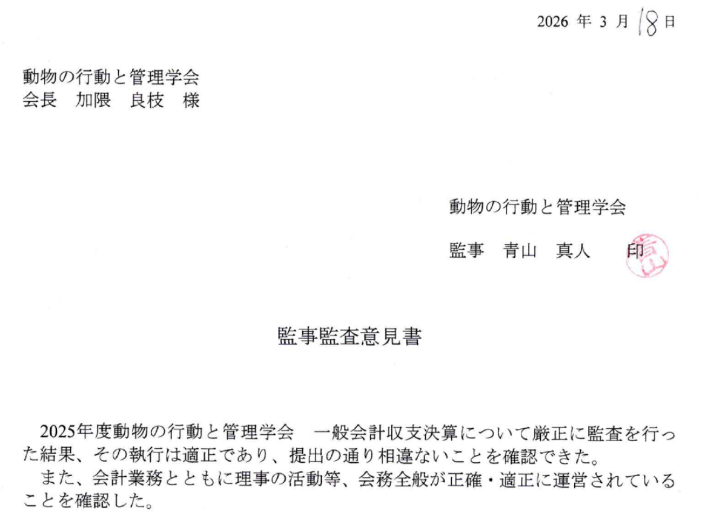 2026 年 3 月 18 日
動物の行動と管理学会
会長　加隈　良枝　様
動物の行動と管理学会
監事　青山　真人　　印
青山
監事監査意見書
2025年度動物の行動と管理学会　一般会計収支決算について厳正に監査を行っ
た結果、その執行は適正であり、提出の通り相違ないことを確認できた。
また、会計業務とともに理事の活動等、会務全般が正確・適正に運営されている
ことを確認した。